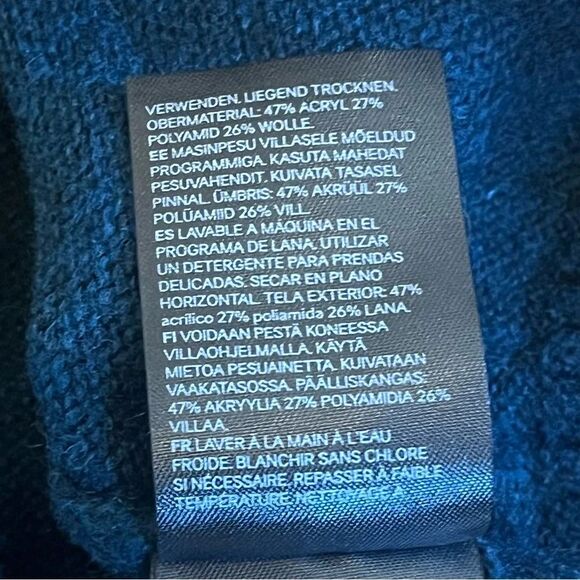 VERWENDEN. LIEGEND TROCKNEN.
OBERMATERIAL: 47% ACRYL 27%
POLYAMID 26% WOLLE.
EE MASINPESU VILLASELE MÕELDUD
PROGRAMMIGA. KASUTA MAHEDAT
PESUVAHENDIT. KUIVATA TASASEL
PINNAL. ÜMBRIS: 47% AKRÜÜL 27%
POLÜAMIID 26% VILL.
ES LAVABLE A MÁQUINA EN EL
PROGRAMA DE LANA. UTILIZAR
UN DETERGENTE PARA PRENDAS
DELICADAS. SECAR EN PLANO
HORIZONTAL. TELA EXTERIOR: 47%
acrílico 27% poliamida 26% LANA.
FI VOIDAAN PESTÄ KONEESSA
VILLAOHJELMALLA. KÄYTÄ
MIETOA PESUAINETTA. KUIVATAAN
VAAKATASOSSA. PÄÄLLISKANGAS:
47% AKRYYLIA 27% POLYAMIDIA 26%
VILLAA.
FR LAVER À LA MAIN À L'EAU
FROIDE. BLANCHIR SANS CHLORE
SI NÉCESSAIRE. REPASSER À FAIBLE
TEMPÉRATURE. NETTOYAGE À